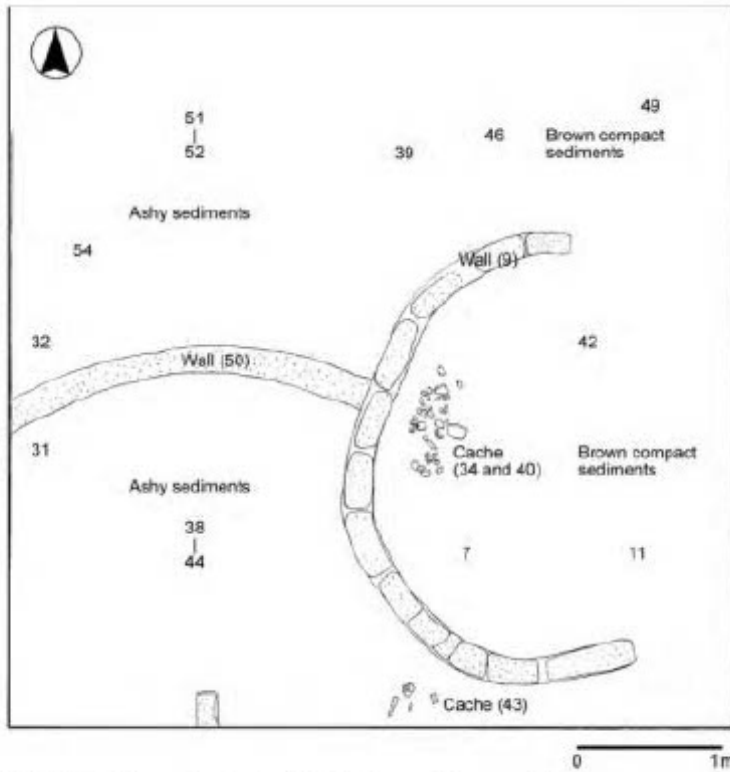 49
51
46
Brown compact
sediments
52
39
Ashy sediments
54
Wall (9)
32
42
Wall (50)
31
Cache
(34 and 40)
Brown compact
sediments
Ashy sediments
38
44
7
11
Cache (43)
0
1m